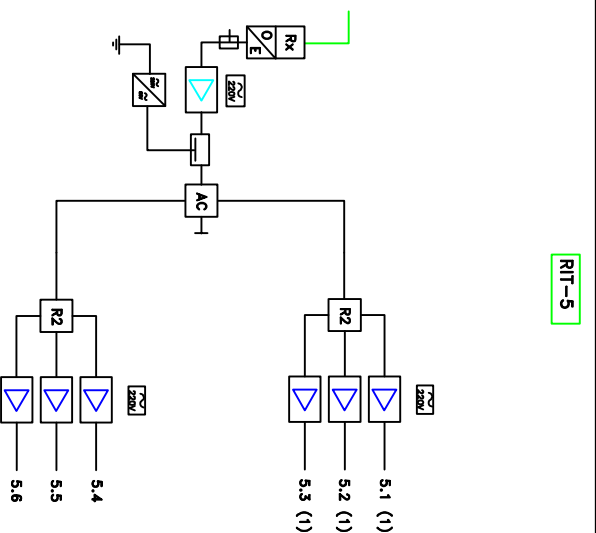 RIT-5
Rx
O
E
220V
AC
R2
R2
220V
220V
5.1 (1)
5.2 (1)
5.3 (1)
5.4
5.5
5.6